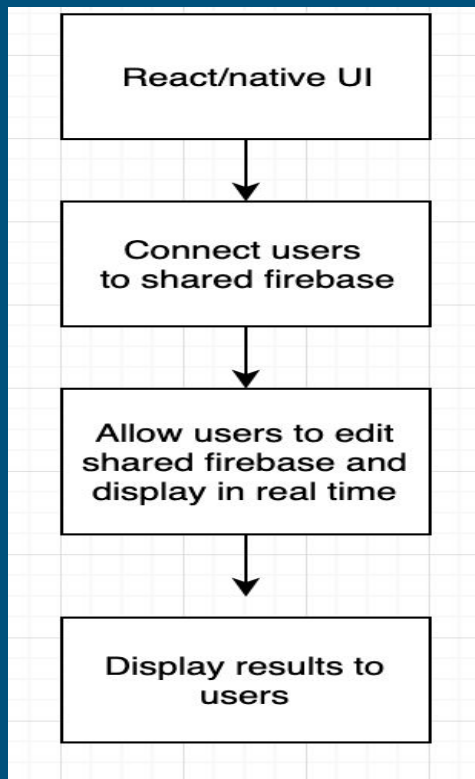 React/native UI
Connect users
to shared firebase
Allow users to edit
shared firebase and
display in real time
Display results to
users